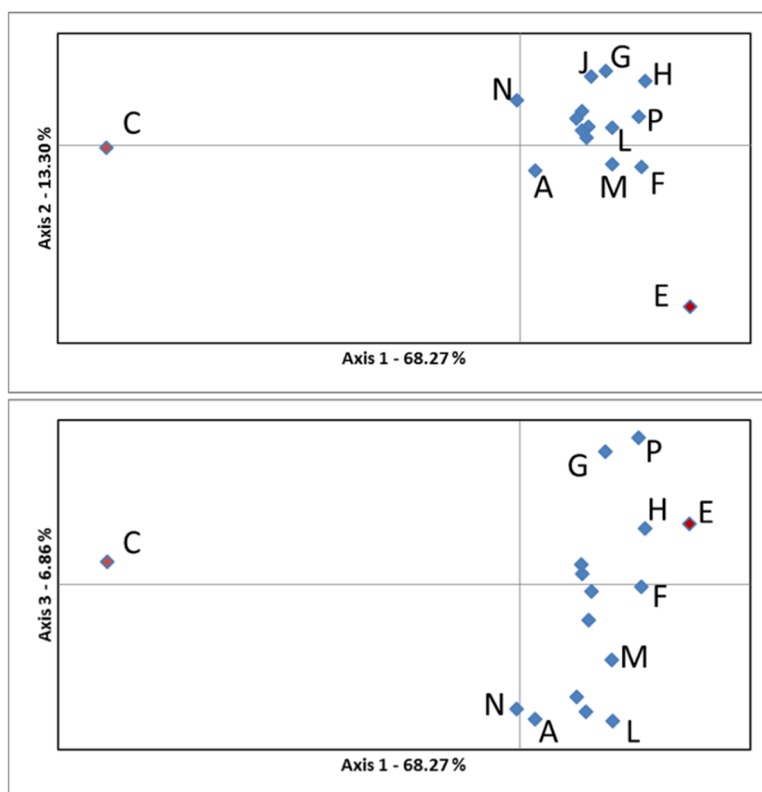 J G H
N
C
P
L
A M F
E
Axis 2 - 13.30%
Axis 1 - 68.27%
P
G
H E
C
F
M
N
A L
Axis 3 - 6.86%
Axis 1 - 68.27%